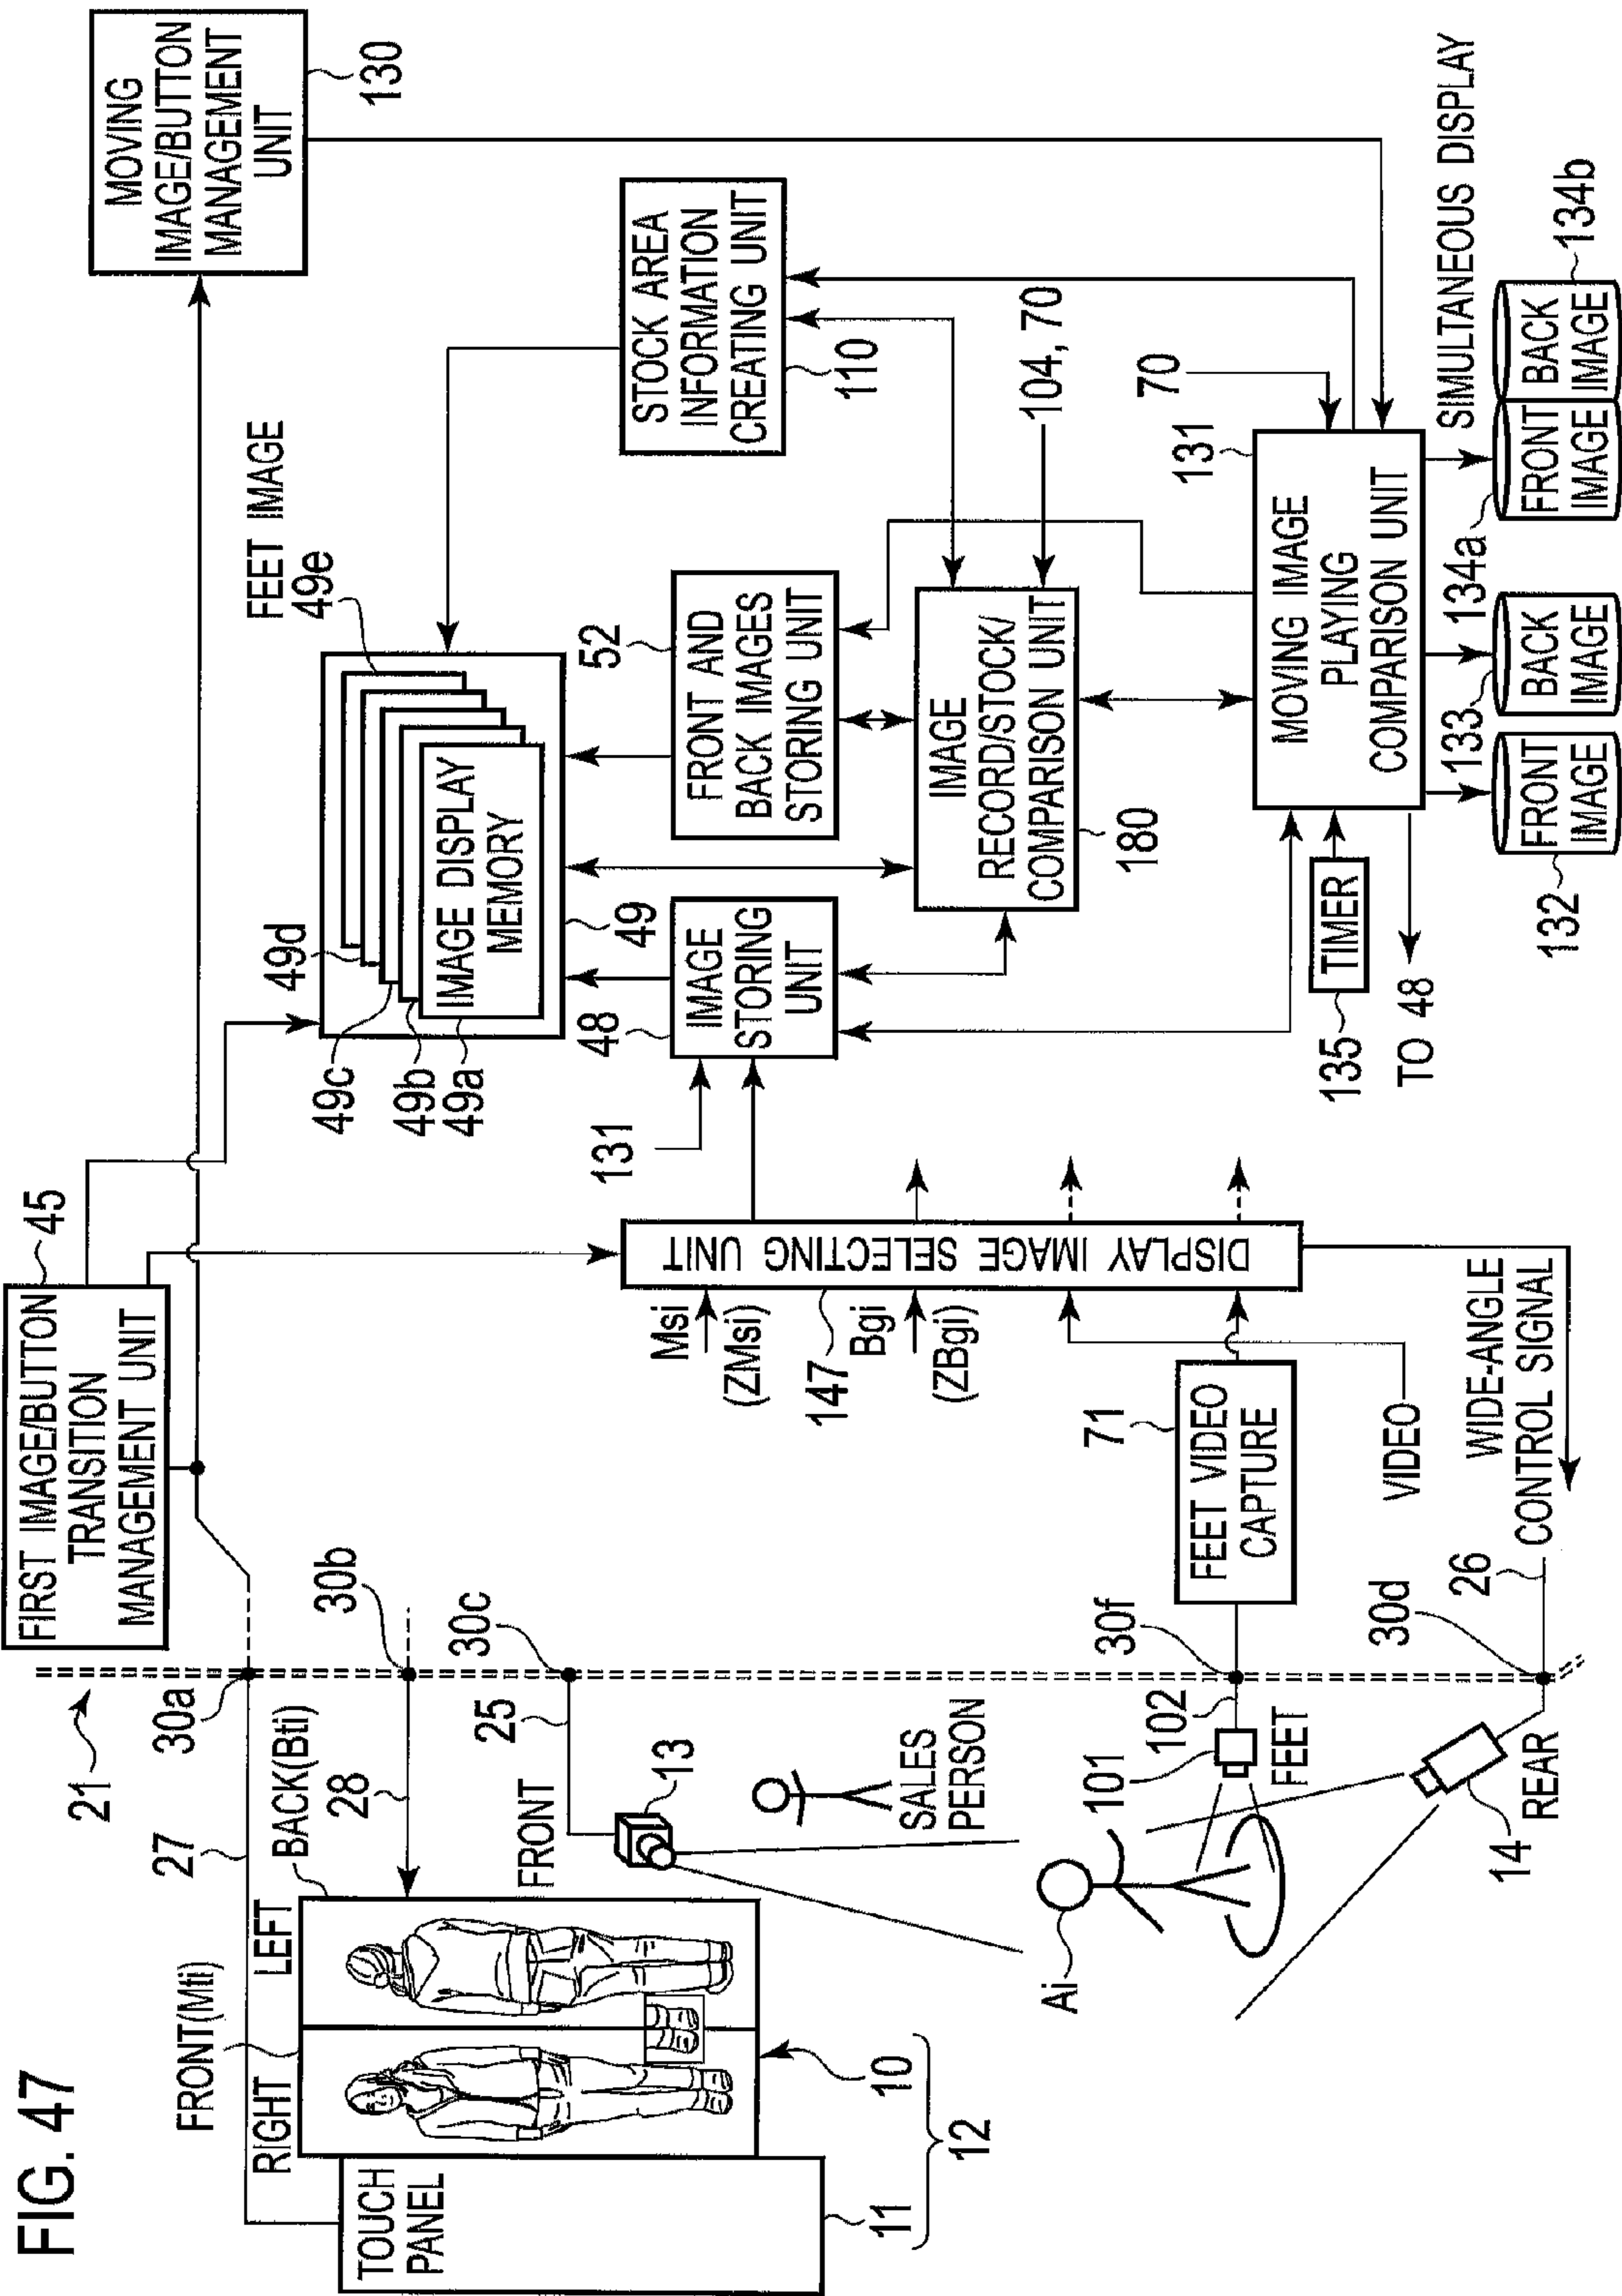 FIG. 47
FIRST IMAGE/BUTTON
TRANSITION
MANAGEMENT UNIT
45
MOVING
IMAGE/BUTTON
MANAGEMENT
UNIT
130
21
27
30a
FRONT(Mti)
BACK(Bti)
28
30b
RIGHT
LEFT
TOUCH
PANEL
11
10
12
FRONT
25
30c
13
SALES
PERSON
Ai
101
102
30f
FEET
14
REAR
30d
26
WIDE-ANGLE
CONTROL SIGNAL
VIDEO
71
FEET VIDEO
CAPTURE
Msi
(ZMsi)
147
Bgi
(ZBgi)
DISPLAY IMAGE SELECTING UNIT
131
48
IMAGE
STORING
UNIT
FEET IMAGE
49e
49d
49c
49b
49a
IMAGE DISPLAY
MEMORY
49
52
FRONT AND
BACK IMAGES
STORING UNIT
STOCK AREA
INFORMATION
CREATING UNIT
110
104, 70
IMAGE
RECORD/STOCK/
COMPARISON UNIT
180
70
131
MOVING IMAGE
PLAYING
COMPARISON UNIT
TIMER
135
TO 48
SIMULTANEOUS DISPLAY
132
FRONT
IMAGE
133
BACK
IMAGE
134a
FRONT
IMAGE
134b
BACK
IMAGE